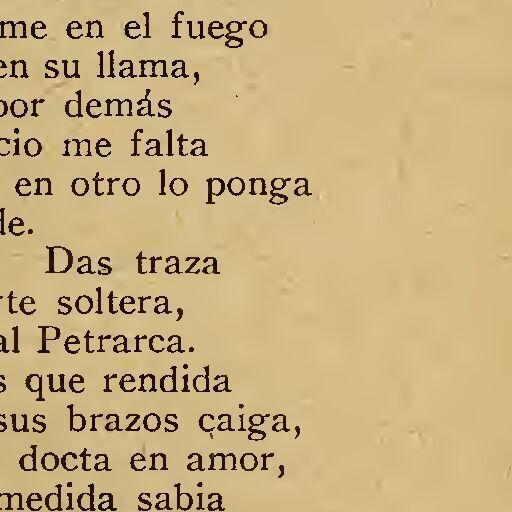 me en el fuego
en su llama,
por demás
cio me falta
en otro lo ponga
de.
Das traza
rte soltera,
al Petrarca.
s que rendida
sus brazos caiga,
docta en amor,
medida sabia